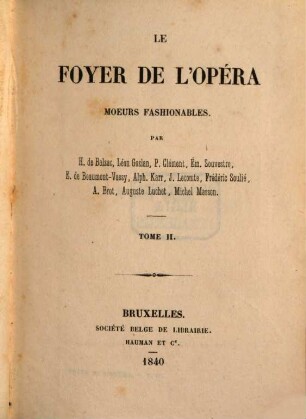 LE
FOYER DE L'OPÉRA
MOEURS FASHIONABLES.
PAR
H. de Balzac, Léon Gozlan, P. Clément, Ém. Souvestre,
E. de Beaumont-Vassy, Alph. Karr, J. Lecomte, Frédéric Soulié,
A. Brot, Auguste Luchet, Michel Masson.
TOME II.
BRUXELLES.
SOCIÉTÉ BELGE DE LIBRAIRIE.
HAUMAN ET Cᵉ.
1840